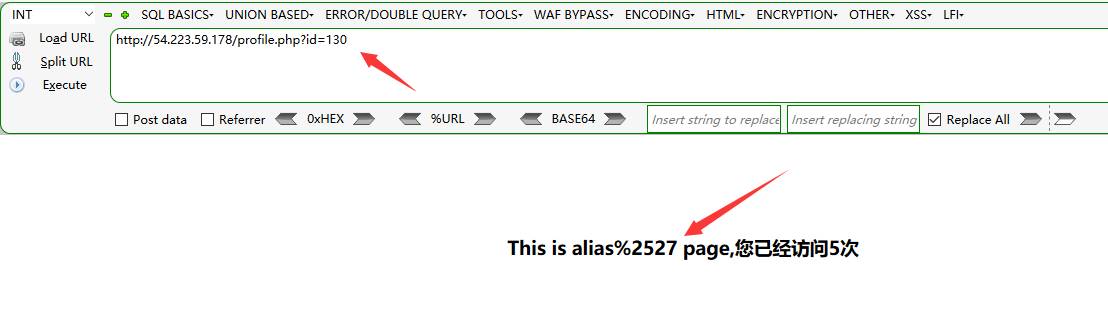 INT SQL BASICS UNION BASED ERROR/DOUBLE QUERY TOOLS WAF BYPASS ENCODING HTML ENCRYPTION OTHER XSS LFI
Load URL http://54.223.59.178/profile.php?id=130
Split URL
Execute
Post data Referrer 0xHEX %URL BASE64 Insert string to replace Insert replacing string Replace All
This is alias%2527 page,您已经访问5次